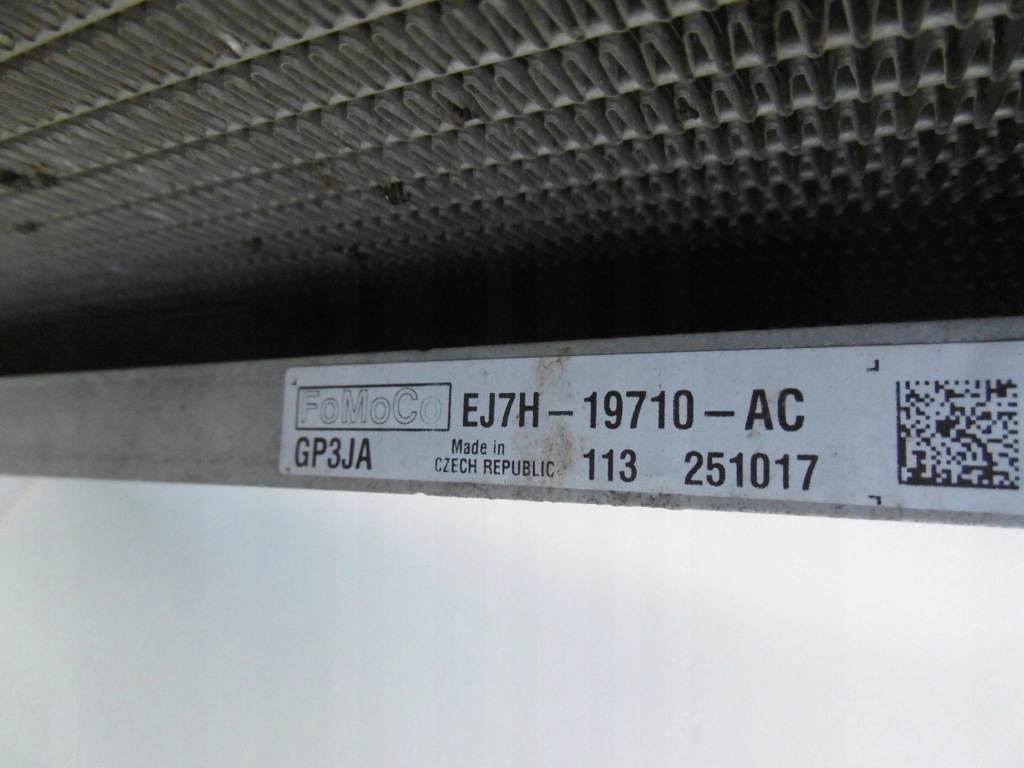 FoMoCo EJ7H-19710-AC
GP3JA Made in
CZECH REPUBLIC 113 251017